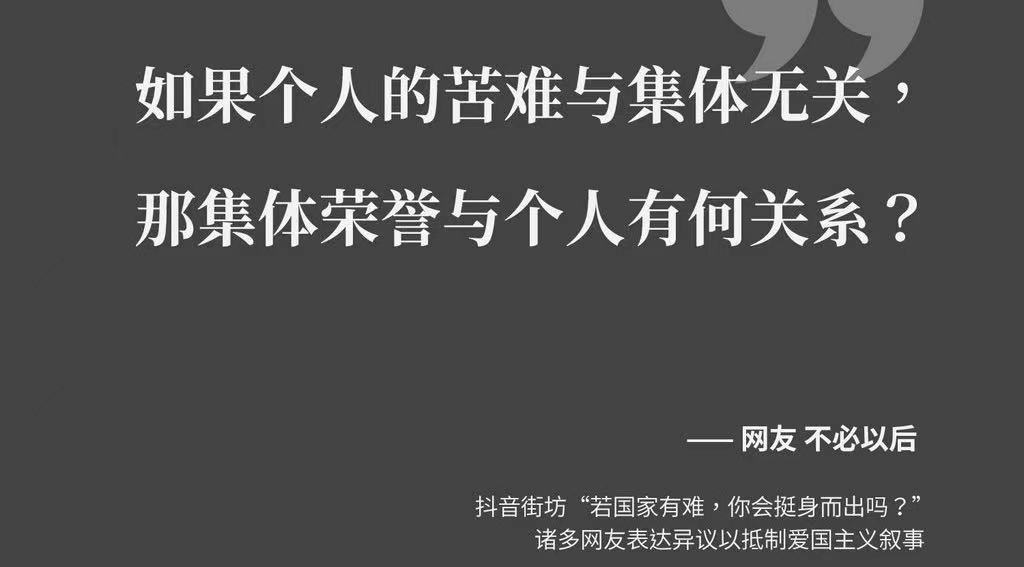 如果个人的苦难与集体无关，
那集体荣誉与个人有何关系？
—— 网友 不必以后
抖音街坊“若国家有难，你会挺身而出吗？”
诸多网友表达异议以抵制爱国主义叙事